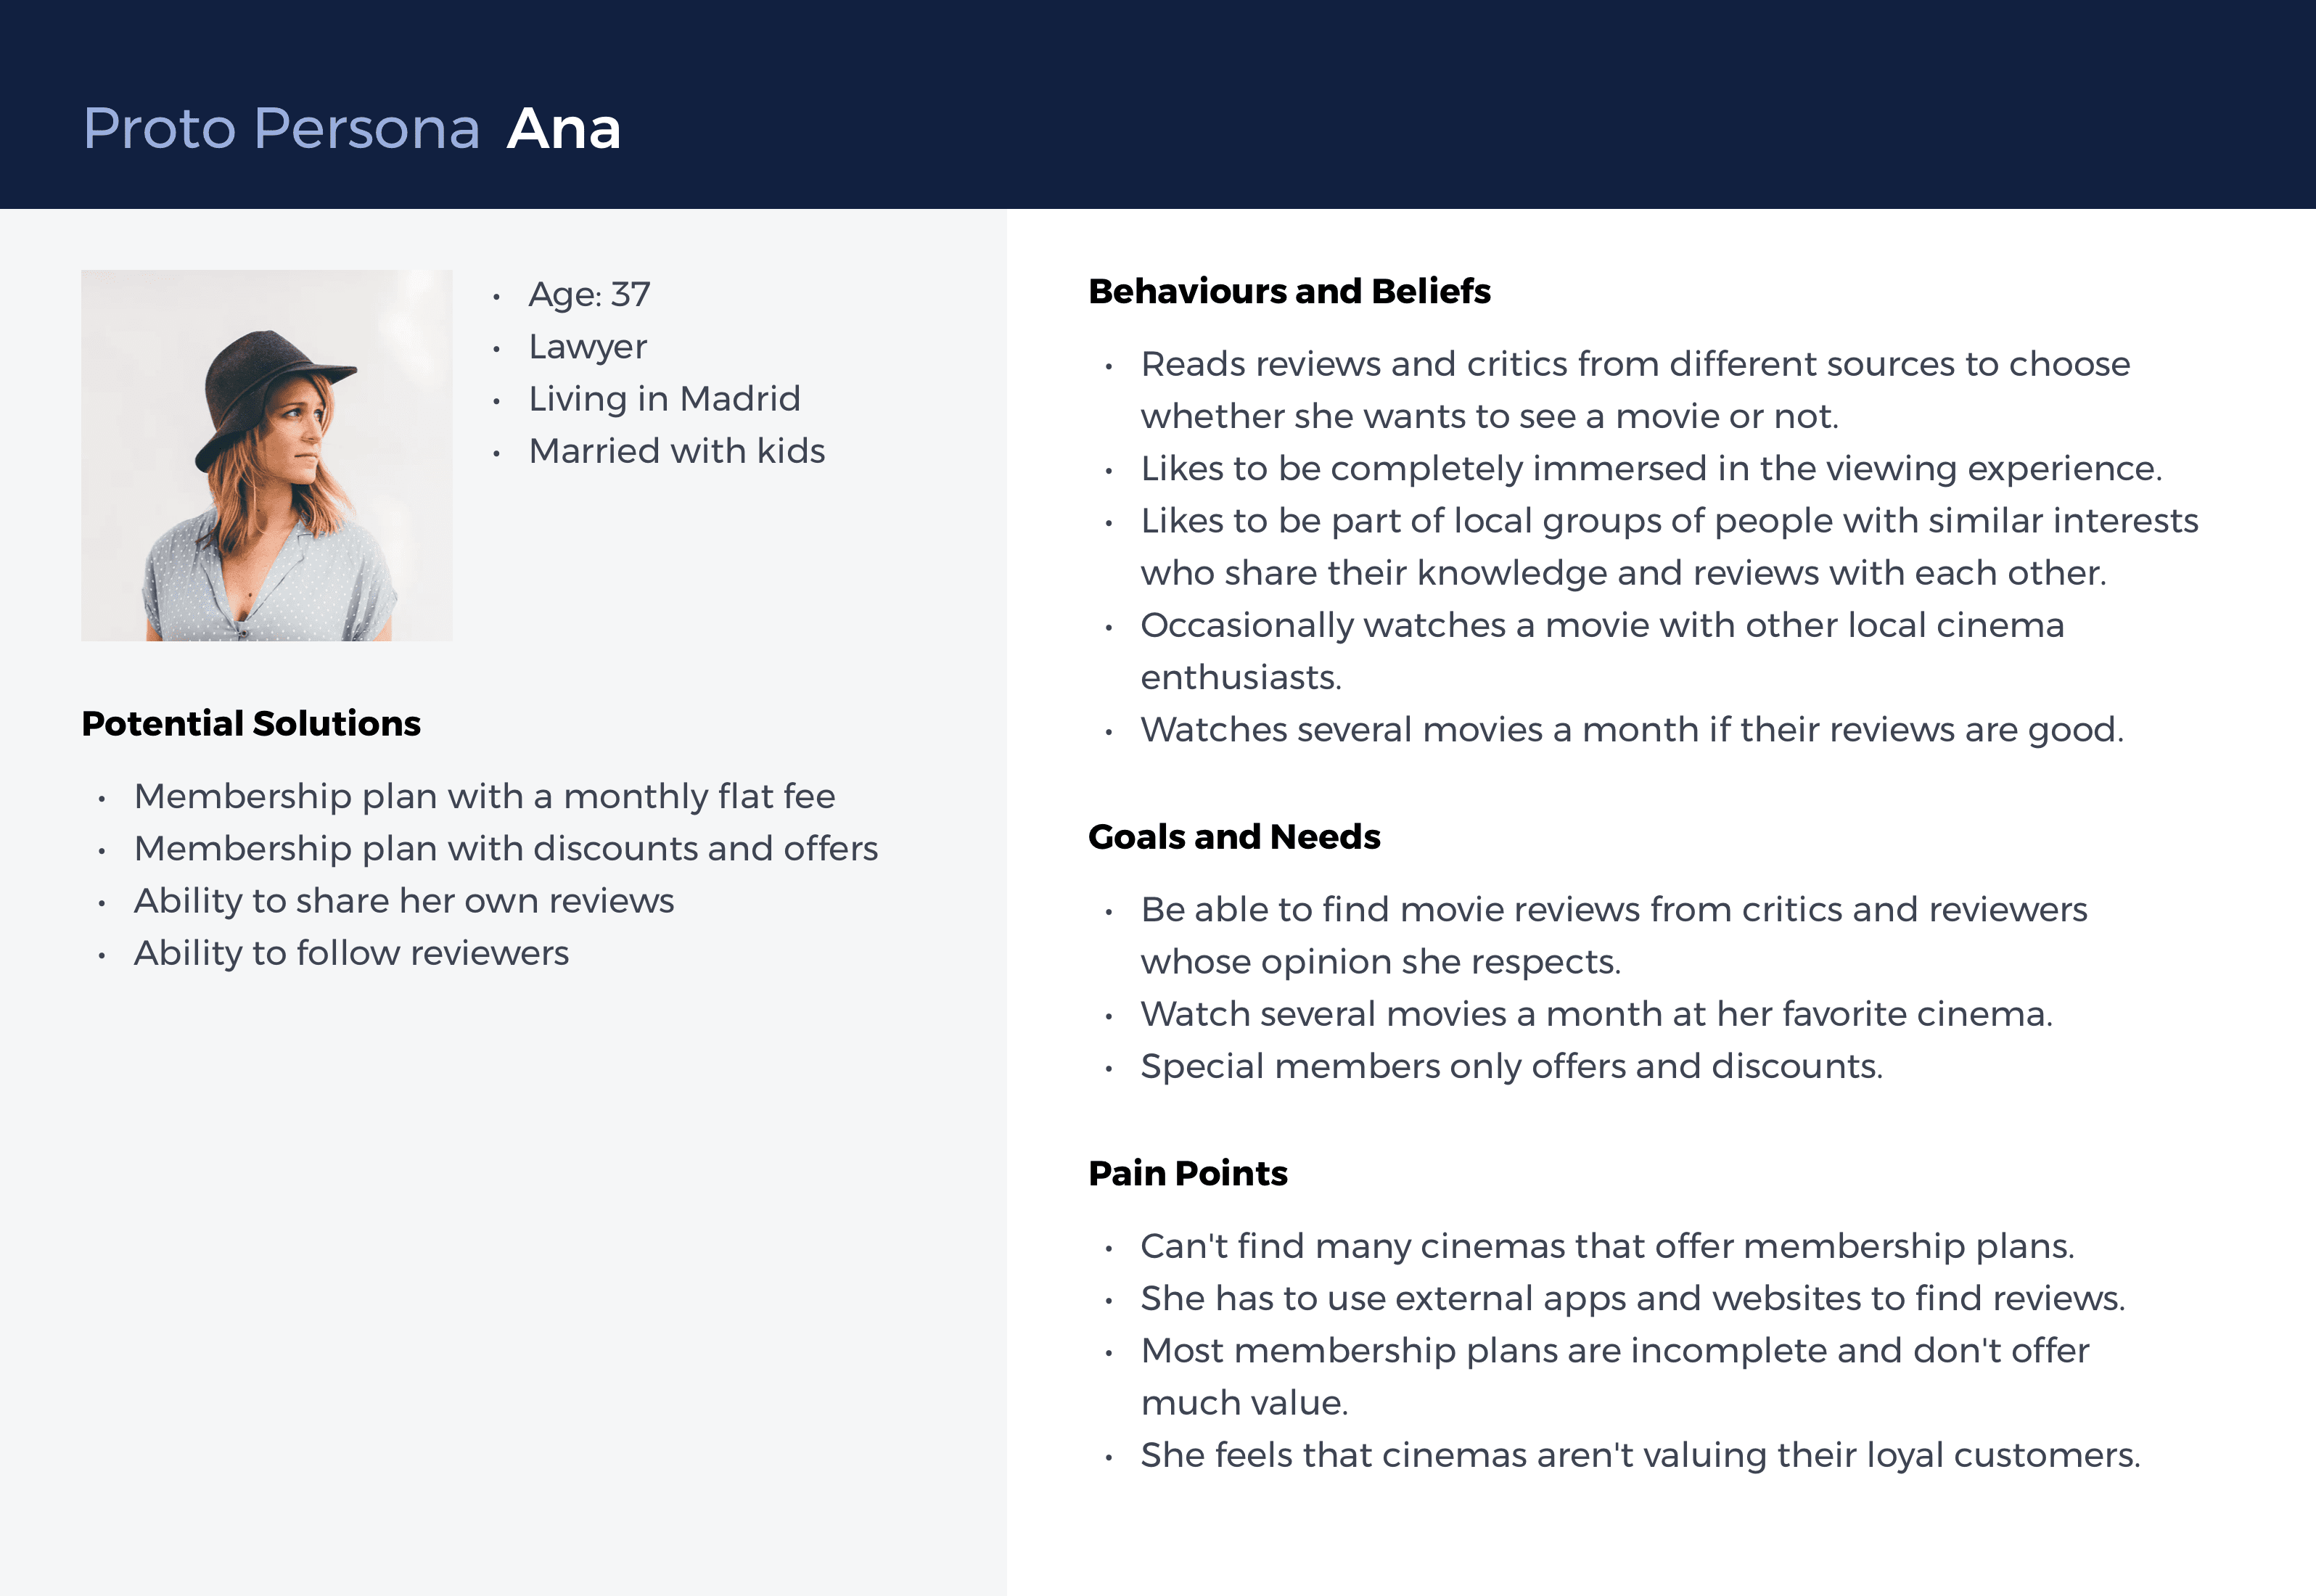 Proto Persona Ana
• Age: 37
• Lawyer
• Living in Madrid
• Married with kids
Potential Solutions
• Membership plan with a monthly flat fee
• Membership plan with discounts and offers
• Ability to share her own reviews
• Ability to follow reviewers
Behaviours and Beliefs
• Reads reviews and critics from different sources to choose
whether she wants to see a movie or not.
• Likes to be completely immersed in the viewing experience.
• Likes to be part of local groups of people with similar interests
who share their knowledge and reviews with each other.
• Occasionally watches a movie with other local cinema
enthusiasts.
• Watches several movies a month if their reviews are good.
Goals and Needs
• Be able to find movie reviews from critics and reviewers
whose opinion she respects.
• Watch several movies a month at her favorite cinema.
• Special members only offers and discounts.
Pain Points
• Can't find many cinemas that offer membership plans.
• She has to use external apps and websites to find reviews.
• Most membership plans are incomplete and don't offer
much value.
• She feels that cinemas aren't valuing their loyal customers.